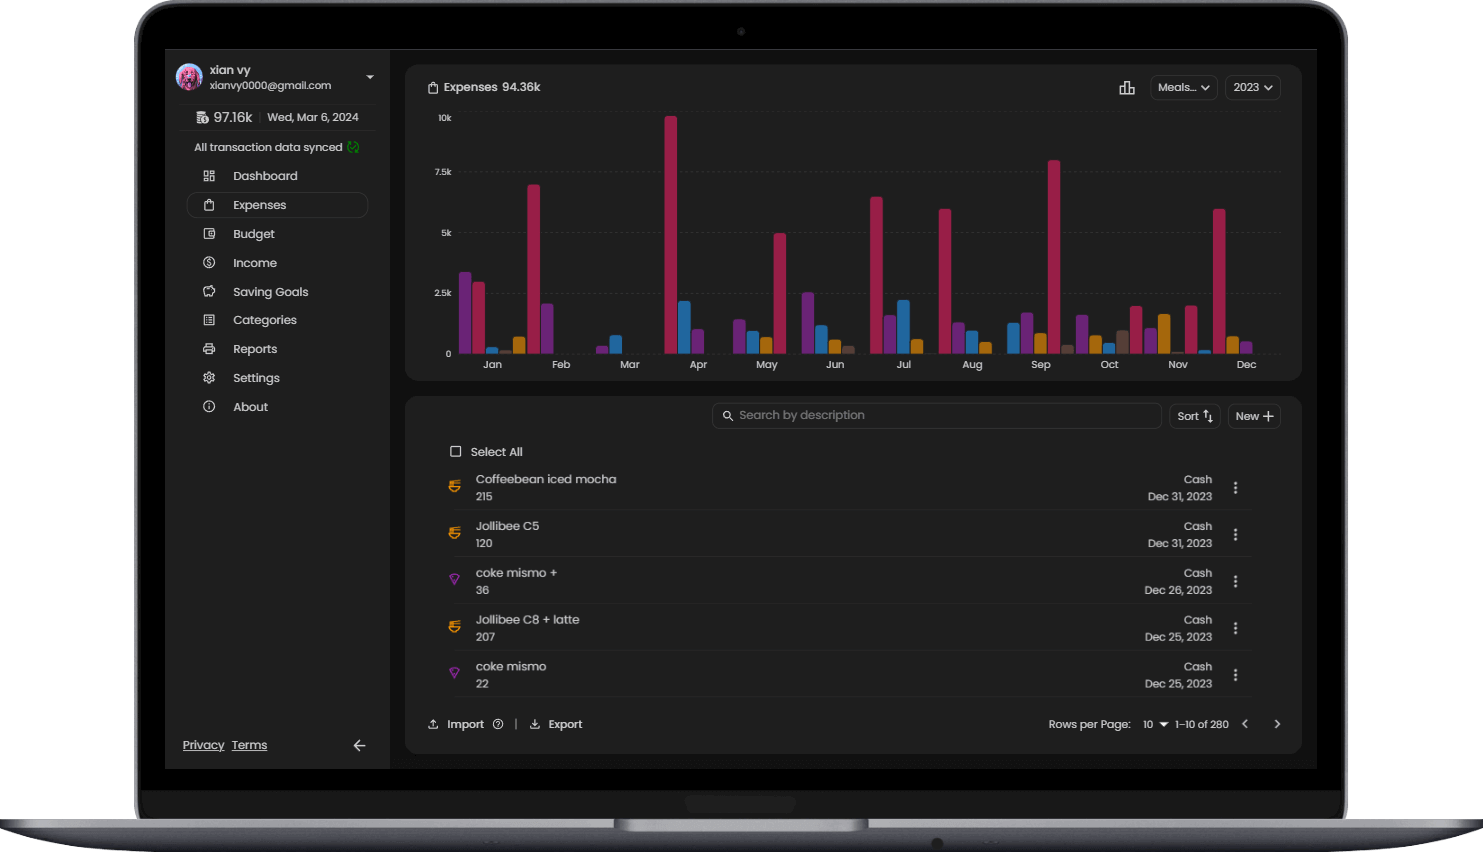 xian vy
xianvy0000@gmail.com
97.16k | Wed, Mar 6, 2024
All transaction data synced
Dashboard
Expenses
Budget
Income
Saving Goals
Categories
Reports
Settings
About
Privacy Terms
Expenses 94.36k
Meals...
2023
10k
7.5k
5k
2.5k
0
Jan Feb Mar Apr May Jun Jul Aug Sep Oct Nov Dec
Search by description
Sort
New
Select All
Coffeebean iced mocha Cash
215 Dec 31, 2023
Jollibee C5 Cash
120 Dec 31, 2023
coke mismo + Cash
36 Dec 26, 2023
Jollibee C8 + latte Cash
207 Dec 25, 2023
coke mismo Cash
22 Dec 25, 2023
Import | Export
Rows per Page: 10 1–10 of 280